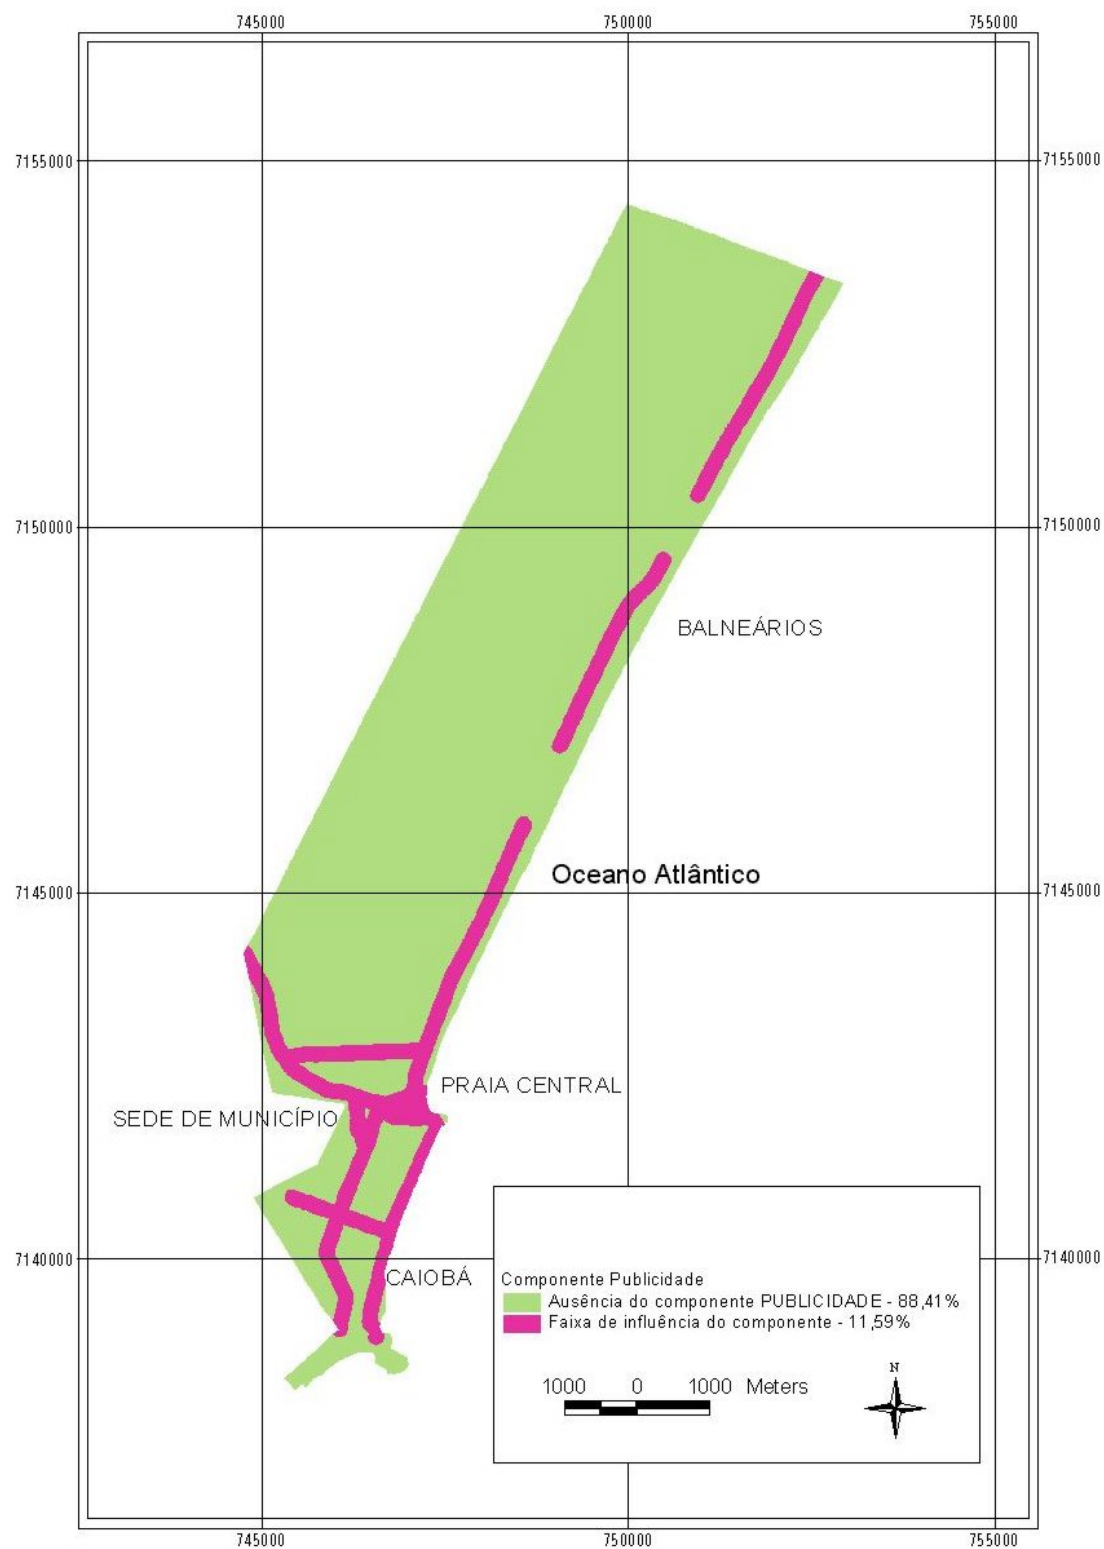 745000 750000 755000
7155000 7155000
7150000 7150000
BALNEÁRIOS
Oceano Atlântico
7145000 7145000
PRAIA CENTRAL
SEDE DE MUNICÍPIO
7140000 7140000
CAIOBÁ
Componente Publicidade
Ausência do componente PUBLICIDADE - 88,41%
Faixa de influência do componente - 11,59%
1000 0 1000 Meters
N
745000 750000 755000